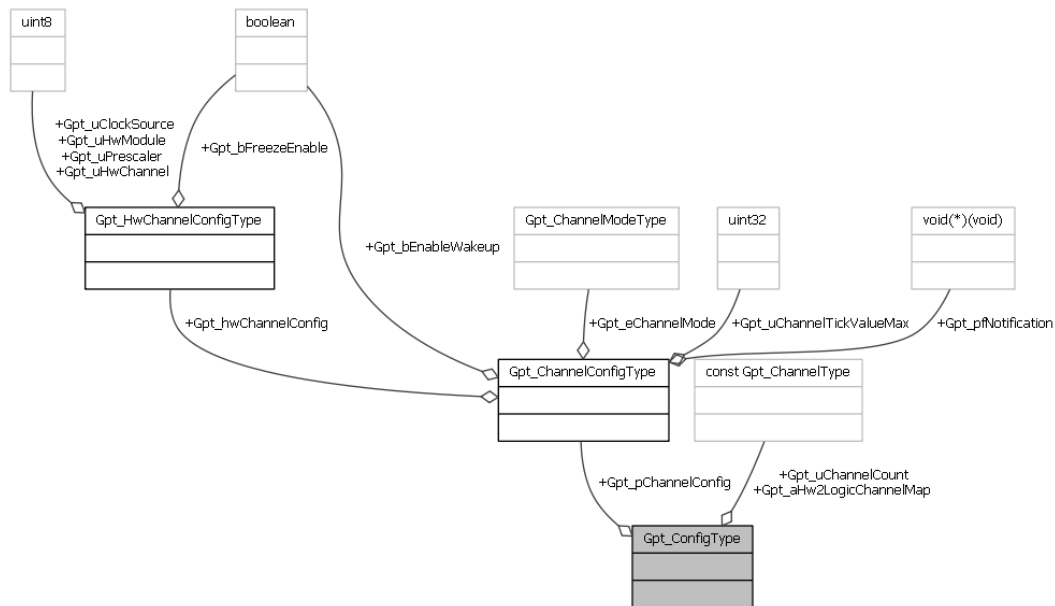 uint8
boolean
+Gpt_uClockSource
+Gpt_uHwModule
+Gpt_uPrescaler
+Gpt_uHwChannel
+Gpt_bFreezeEnable
Gpt_HwChannelConfigType
Gpt_ChannelModeType
uint32
void(*)(void)
+Gpt_bEnableWakeup
+Gpt_hwChannelConfig
+Gpt_eChannelMode
+Gpt_uChannelTickValueMax
+Gpt_pfNotification
Gpt_ChannelConfigType
const Gpt_ChannelType
+Gpt_pChannelConfig
+Gpt_uChannelCount
+Gpt_aHw2LogicChannelMap
Gpt_ConfigType